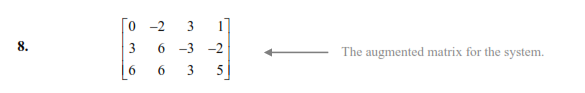 8.
0 −2 3 1
3 6 −3 −2
6 6 3 5
The augmented matrix for the system.